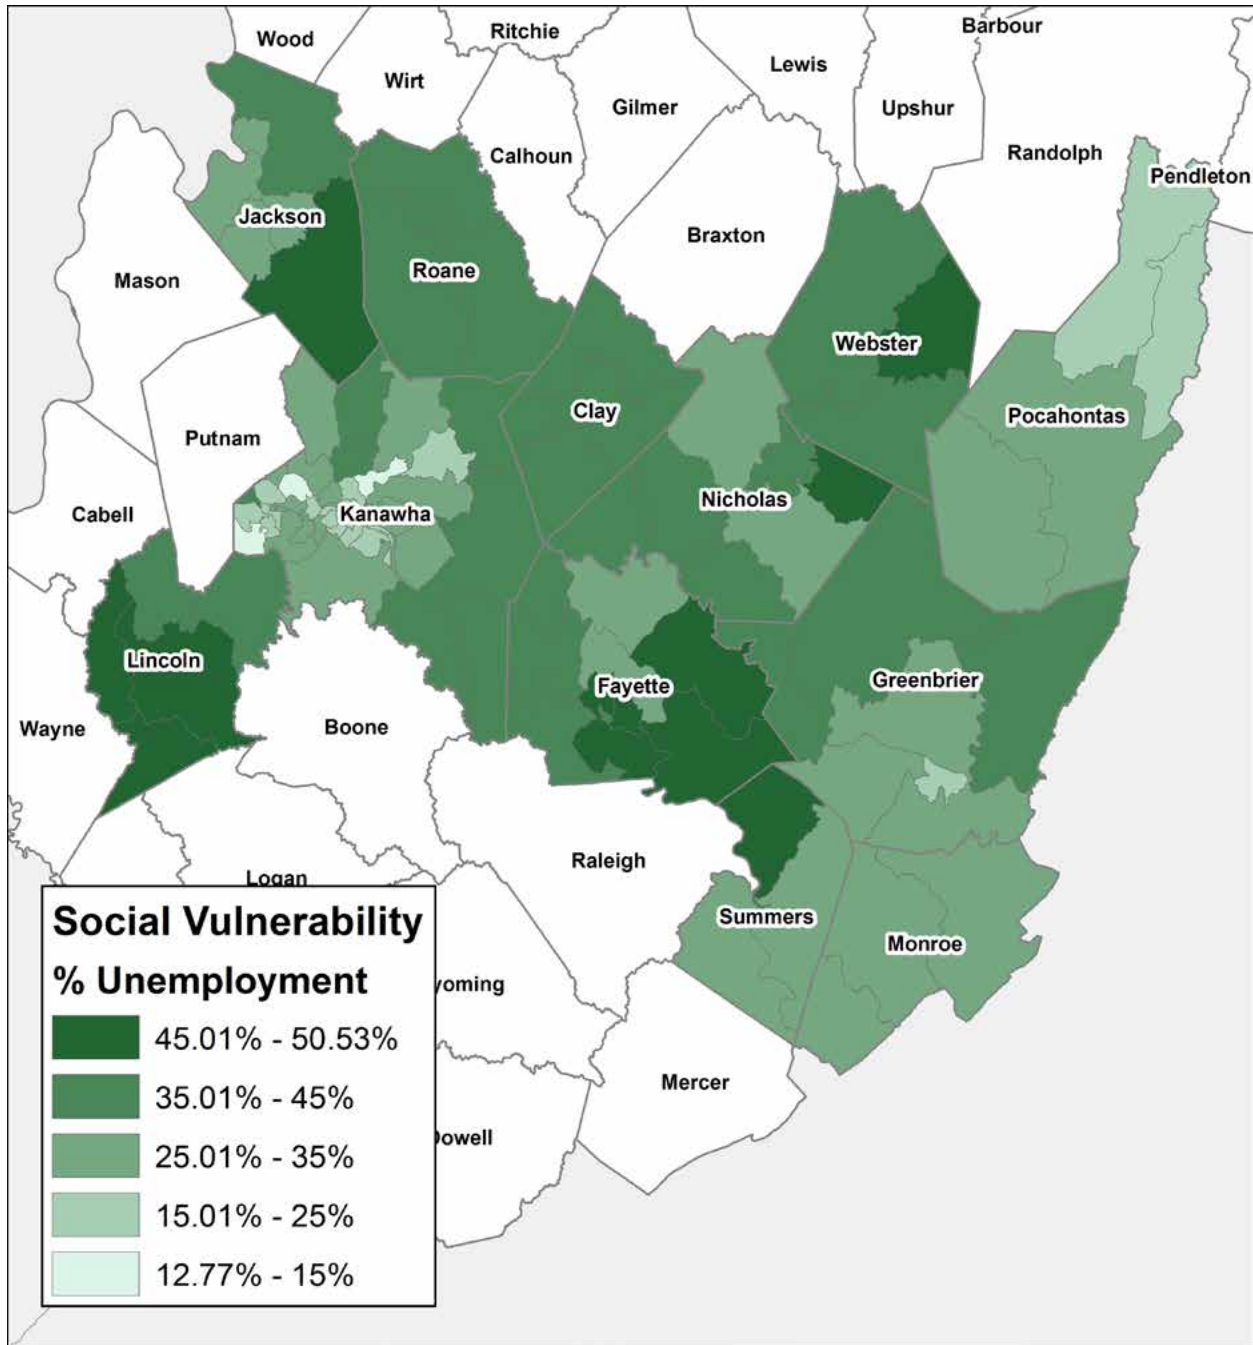 Wood
Ritchie
Barbour
Wirt
Lewis
Gilmer
Upshur
Calhoun
Randolph
Pendleton
Jackson
Braxton
Mason
Roane
Webster
Clay
Pocahontas
Putnam
Nicholas
Cabell
Kanawha
Lincoln
Greenbrier
Fayette
Wayne
Boone
Raleigh
Logan
Summers
Monroe
yoming
Mercer
Dowell
Social Vulnerability
% Unemployment
45.01% - 50.53%
35.01% - 45%
25.01% - 35%
15.01% - 25%
12.77% - 15%